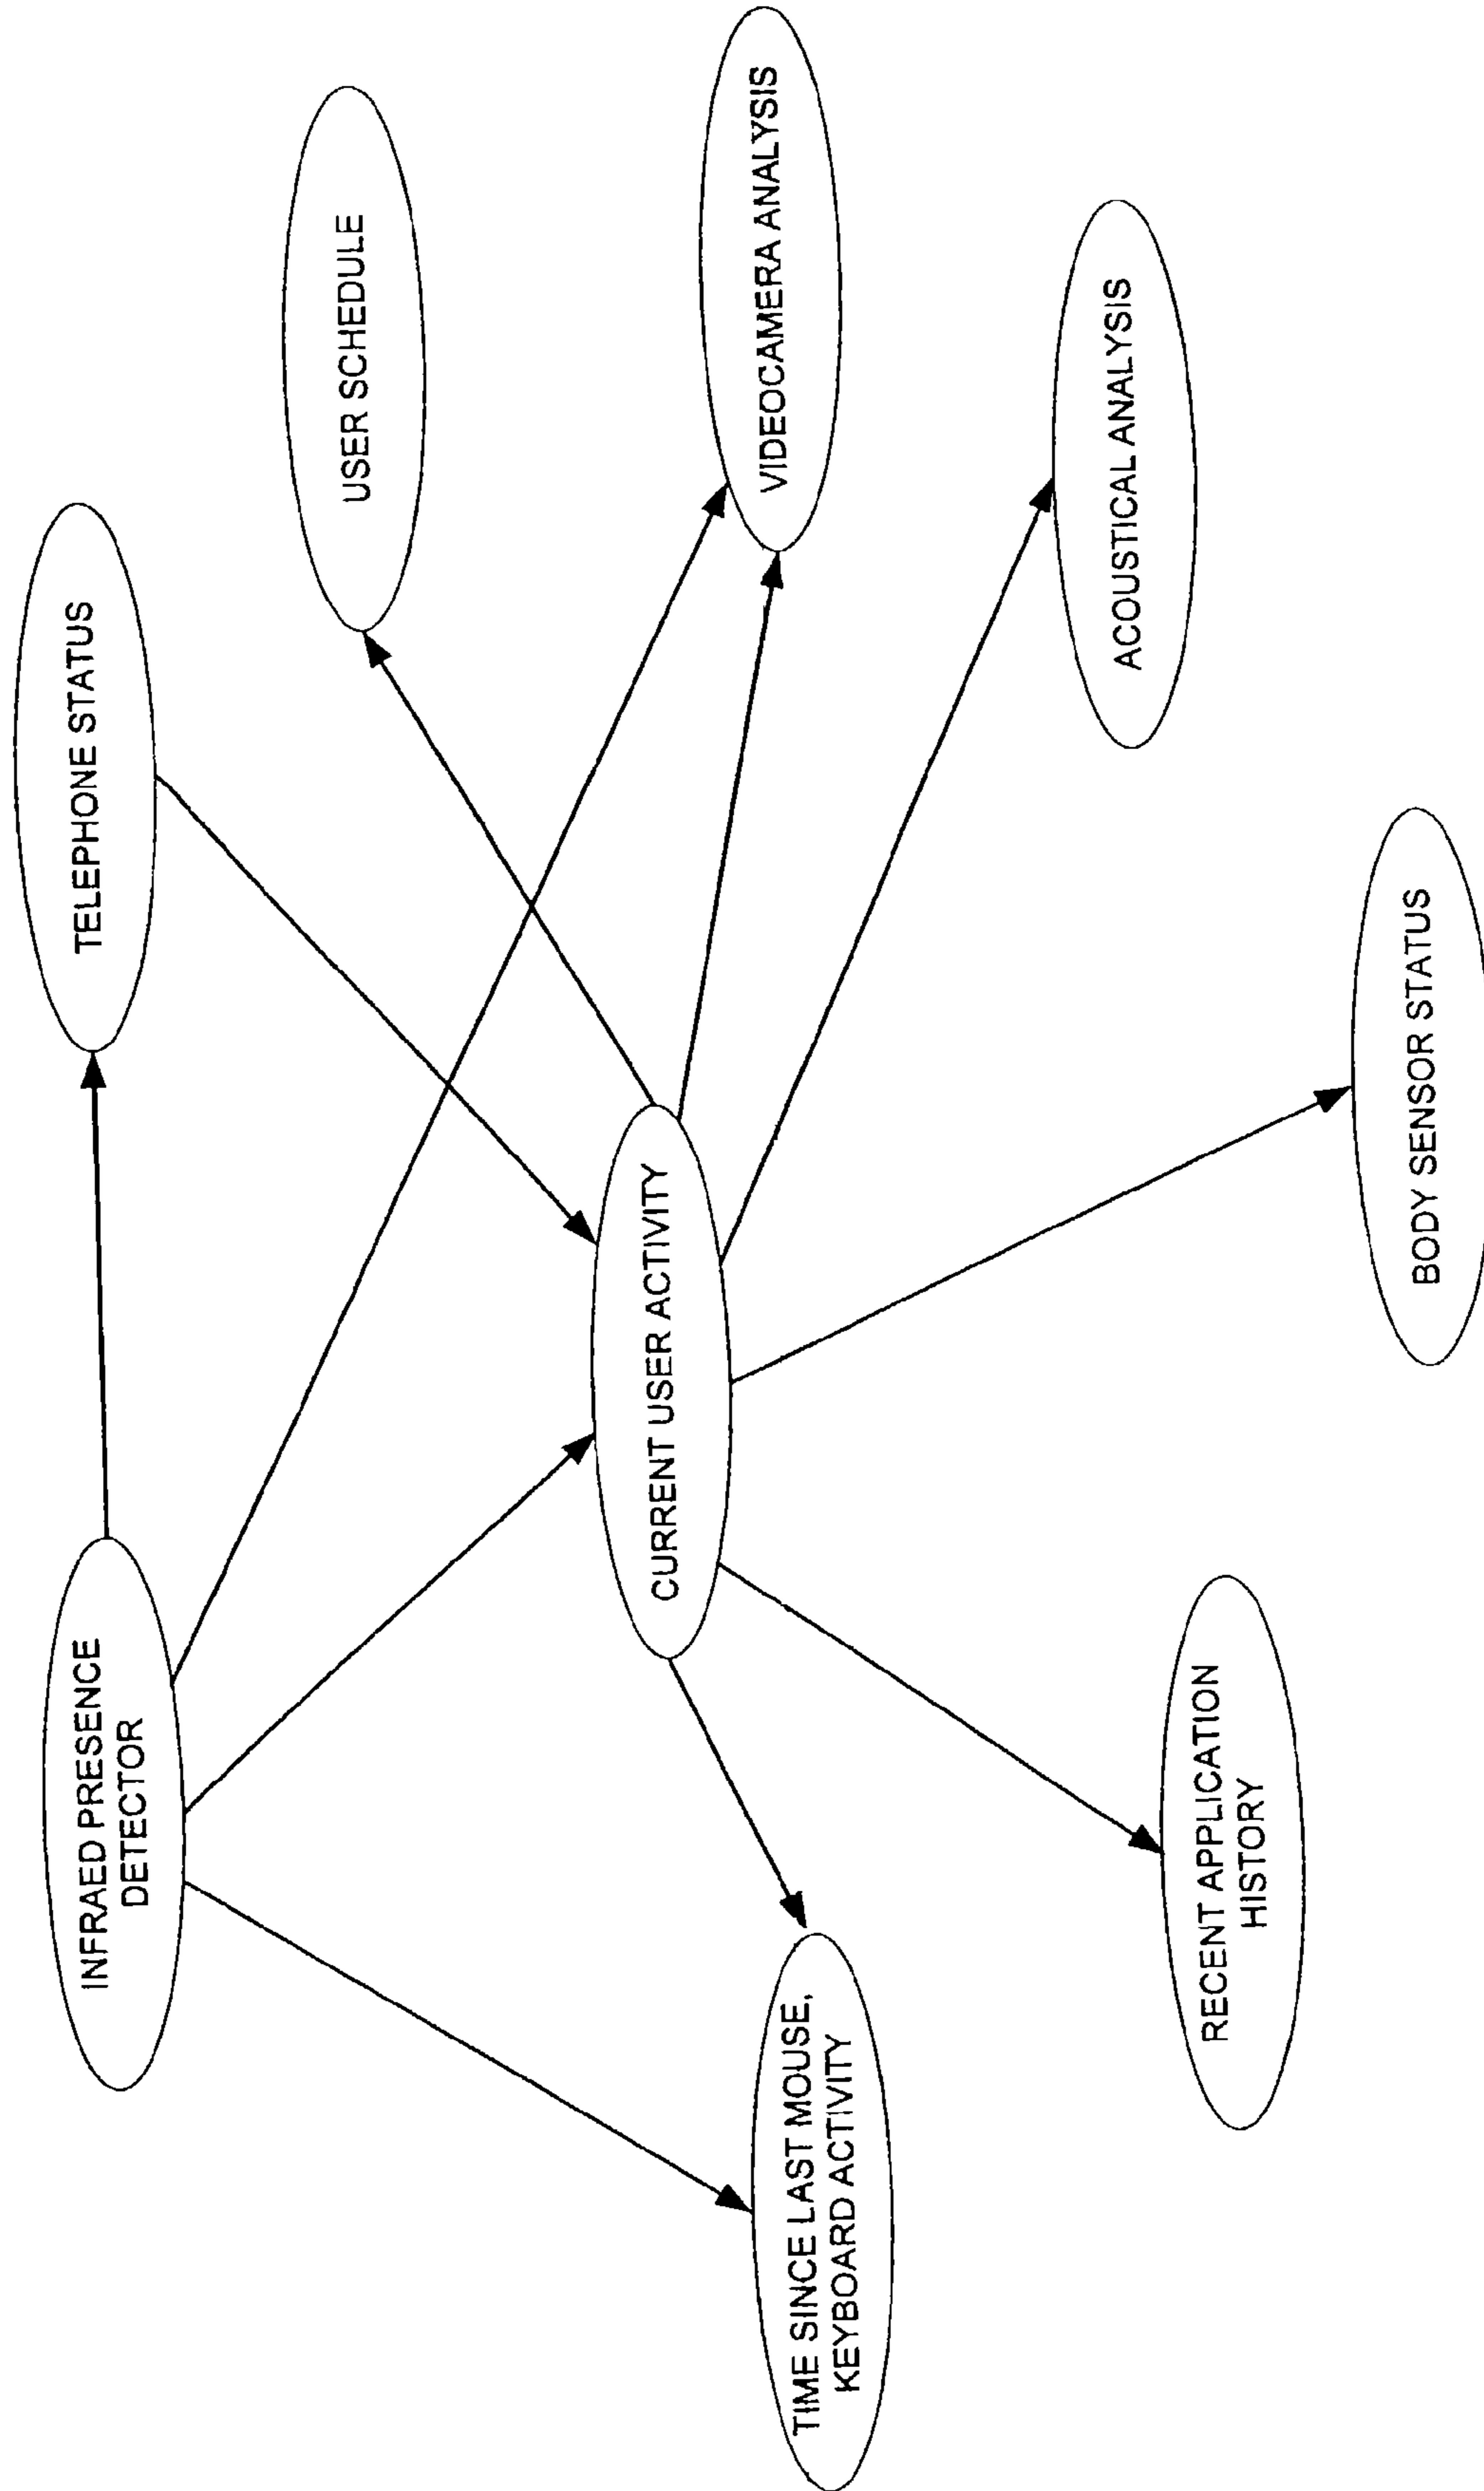 INFRAED PRESENCE
DETECTOR
TELEPHONE STATUS
USER SCHEDULE
CURRENT USER ACTIVITY
VIDEOCAMERA ANALYSIS
TIME SINCE LAST MOUSE,
KEYBOARD ACTIVITY
ACOUSTICAL ANALYSIS
RECENT APPLICATION
HISTORY
BODY SENSOR STATUS